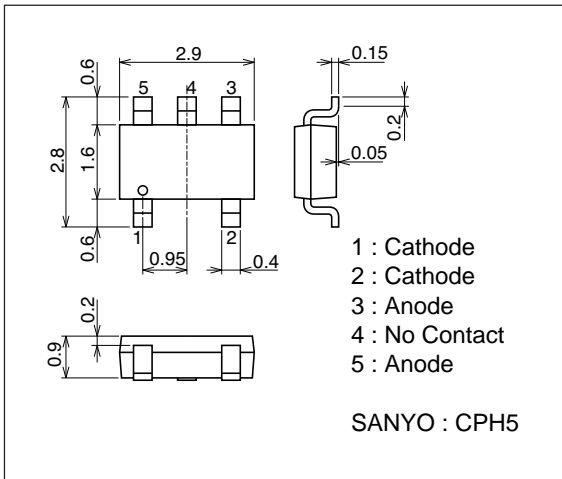 2.9
0.15
0.6
5
4
3
0.2
2.8
1.6
0.05
0.6
1
2
0.95
0.4
1 : Cathode
2 : Cathode
3 : Anode
4 : No Contact
5 : Anode
0.2
0.9
SANYO : CPH5